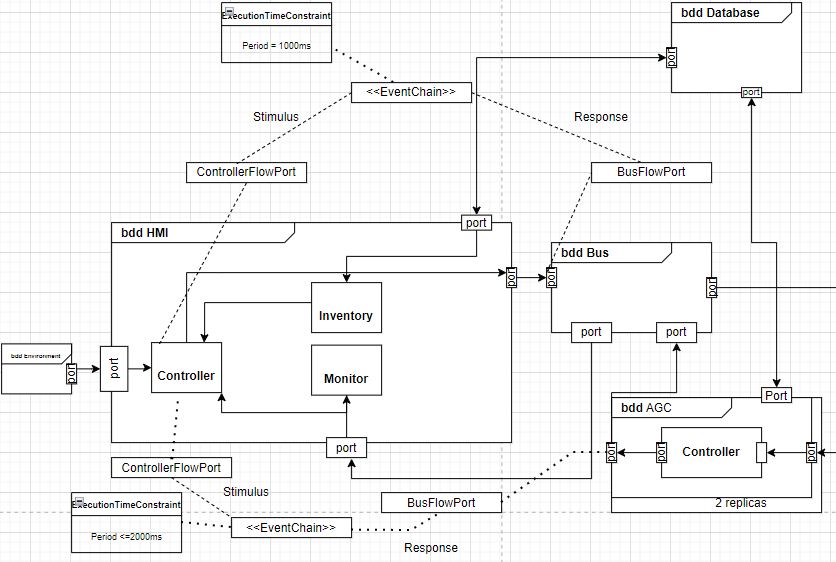 ExecutionTimeConstraint
Period = 1000ms
bdd Database
port
port
<<EventChain>>
Stimulus
Response
ControllerFlowPort
BusFlowPort
port
bdd HMI
bdd Bus
port
port
port
Inventory
port
port
bdd Environment
port
port
Controller
Monitor
Port
bdd AGC
port
port
port
Controller
port
ControllerFlowPort
Stimulus
ExecutionTimeConstraint
Period <=2000ms
<<EventChain>>
BusFlowPort
Response
2 replicas